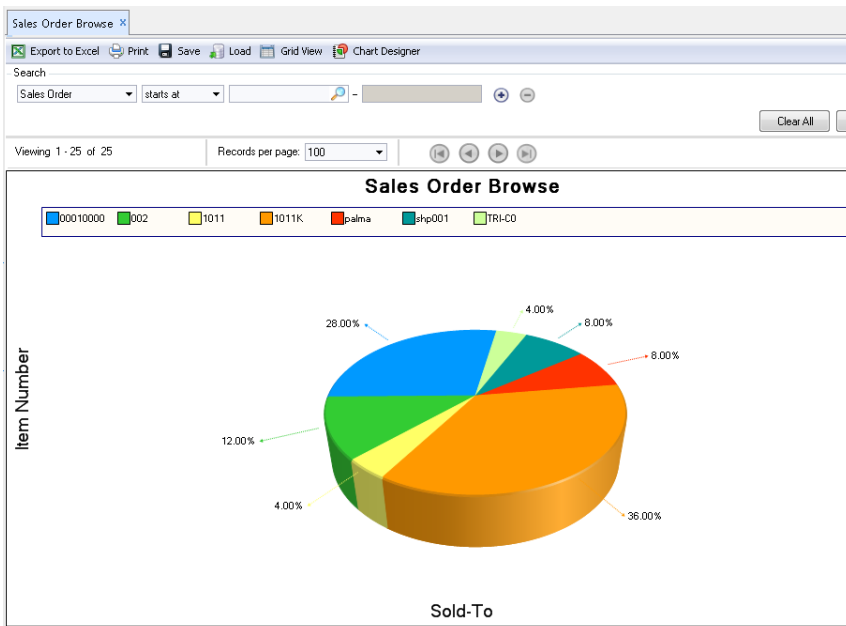 Sales Order Browse ×
Export to Excel Print Save Load Grid View Chart Designer
Search
Sales Order starts at -
Clear All
Viewing 1 - 25 of 25 Records per page: 100
Sales Order Browse
00010000 002 1011 1011K palma shp001 TRI-CO
4.00%
28.00% 8.00%
8.00%
Item Number
12.00%
4.00%
36.00%
Sold-To